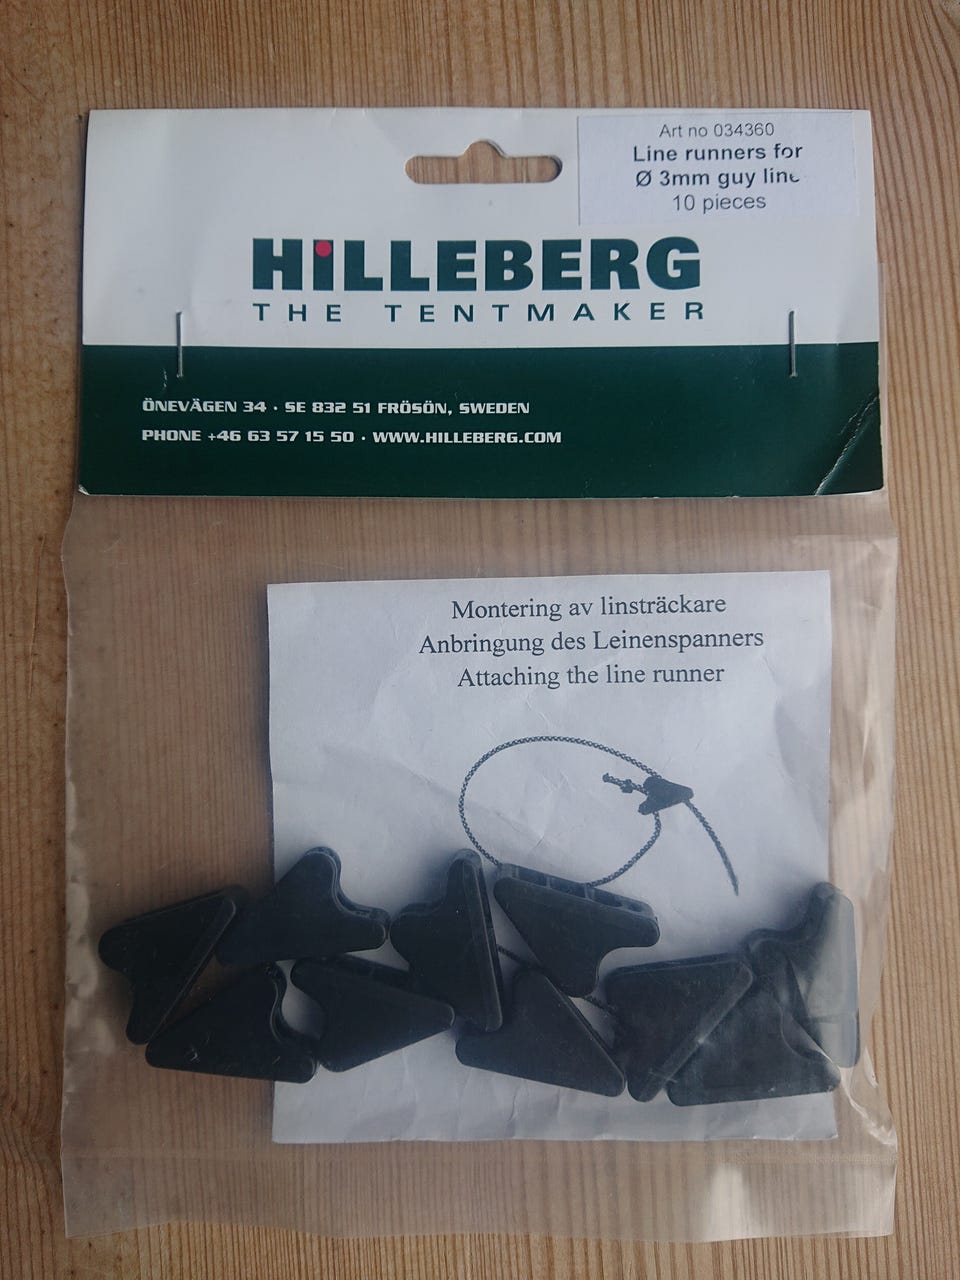 Art no 034360
Line runners for
Ø 3mm guy line
10 pieces
HILLEBERG
THE TENTMAKER
ÖNEVÄGEN 34 · SE 832 51 FRÖSÖN, SWEDEN
PHONE +46 63 57 15 50 · WWW.HILLEBERG.COM
Montering av linsträckare
Anbringung des Leinenspanners
Attaching the line runner